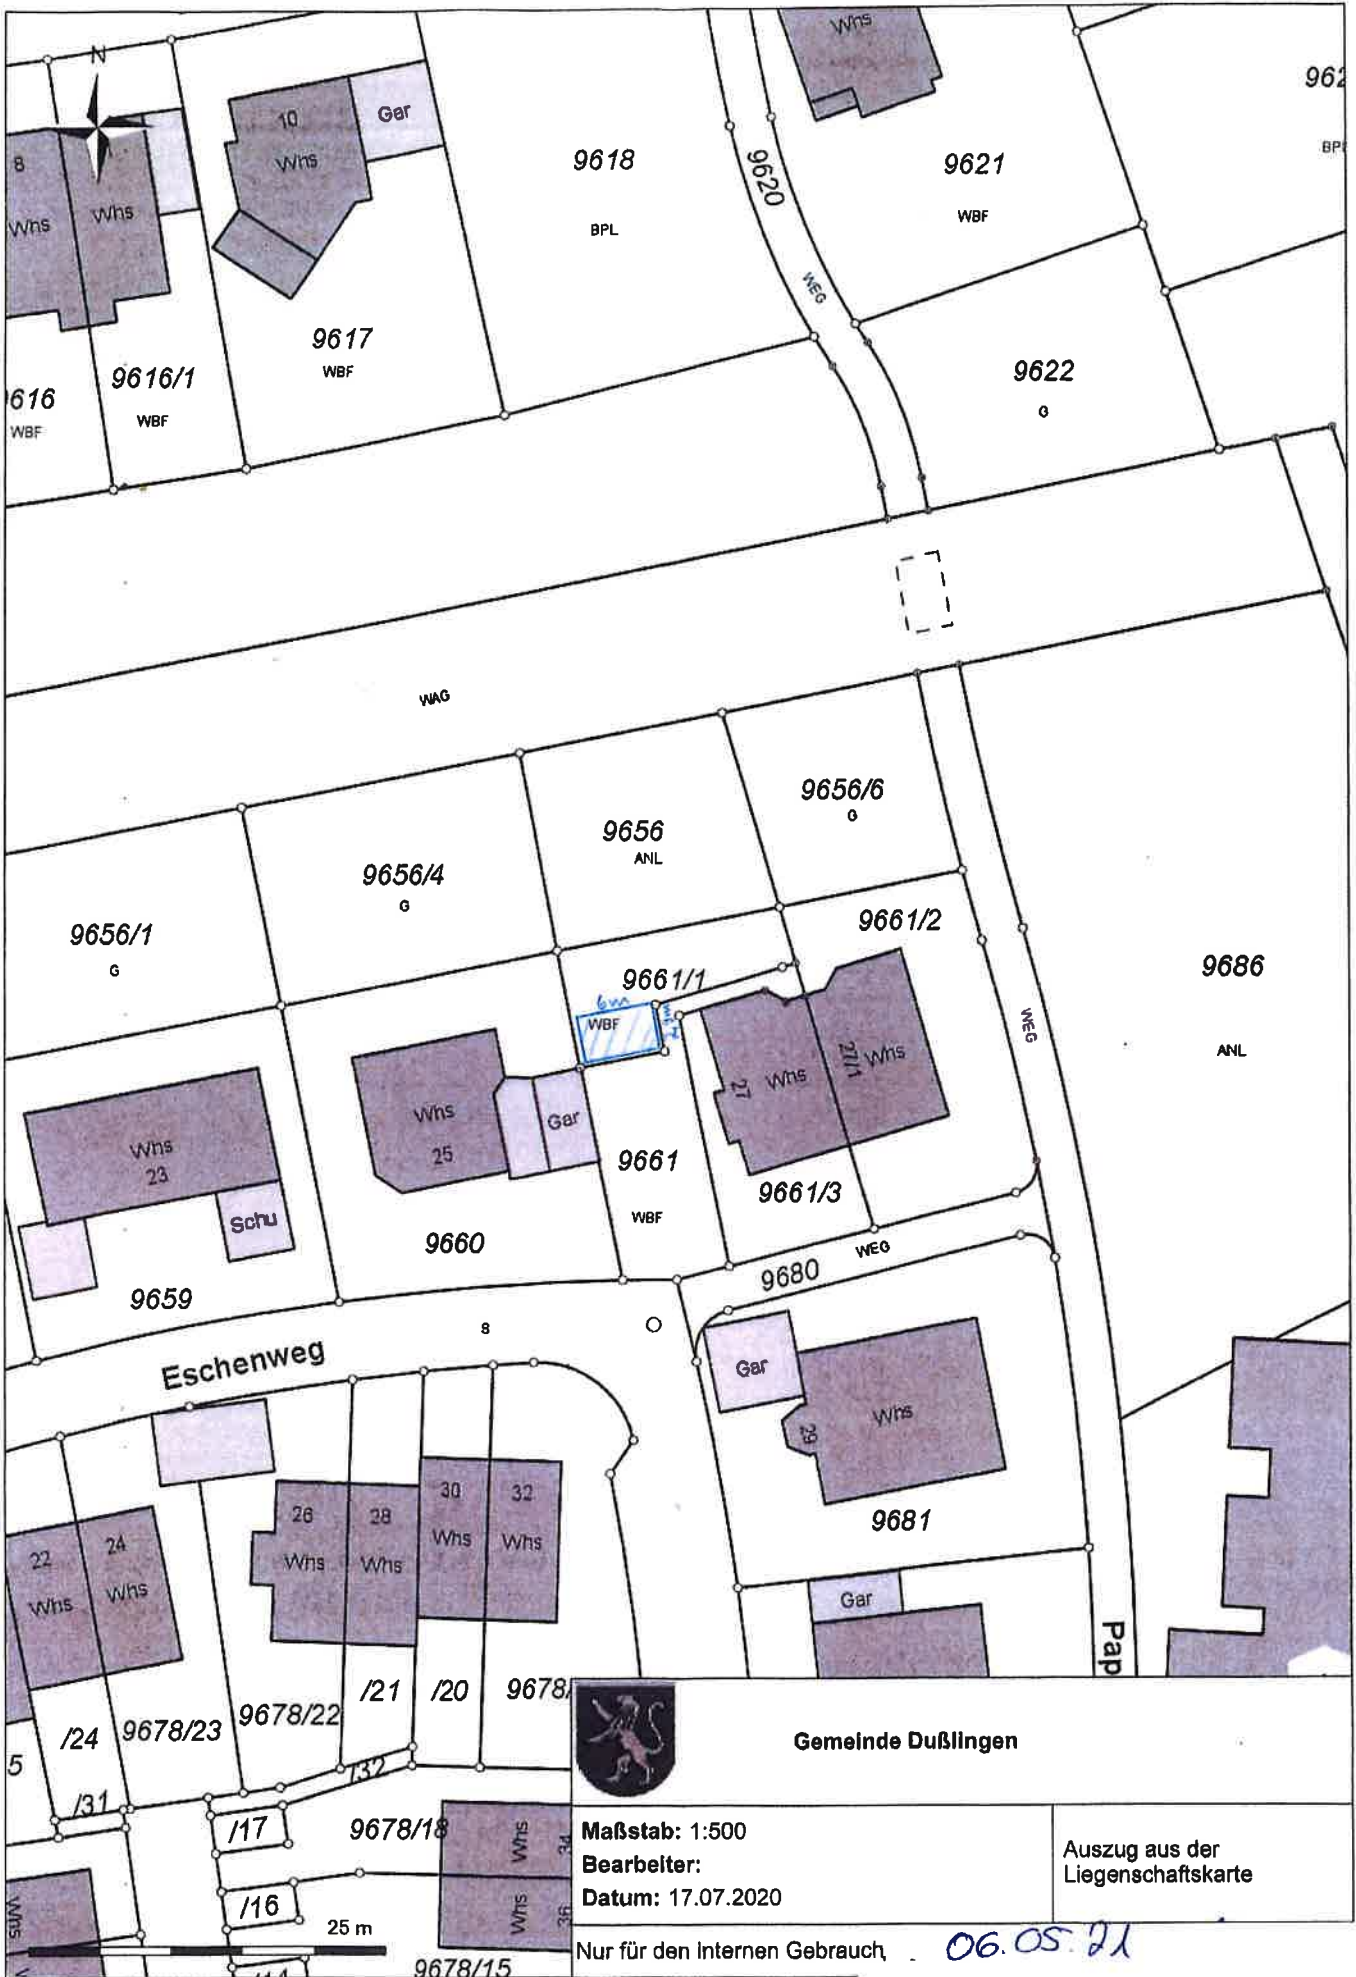 N
Whs
962
8
10
Gar
9618
9620
9621
BPL
Whs
Whs
Whs
BPL
WBF
WEG
9617
WBF
9616/1
WBF
9616
WBF
9622
G
WAG
9656/6
G
9656
ANL
9656/4
G
9656/1
G
9661/2
9661/1
9686
ANL
6m
WBF
WEG
27
Whs
27/1
Whs
Whs
25
Gar
Whs
23
9661
WBF
9661/3
Schu
9660
WEG
9680
9659
Eschenweg
S
Gar
Whs
29
9681
Gar
22
Whs
24
Whs
26
Whs
28
Whs
30
Whs
32
Whs
Pap
/24
9678/23
9678/22
/21
/20
9678/
5
/31
/32
/17
9678/18
Whs
34
/16
Whs
36
Whs
25 m
/14
9678/15
Gemeinde Dußlingen
Maßstab: 1:500
Bearbeiter:
Datum: 17.07.2020
Auszug aus der
Liegenschaftskarte
Nur für den internen Gebrauch
06.05.21